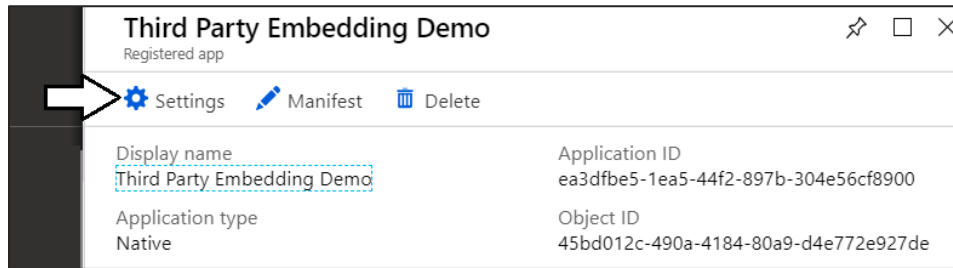 Third Party Embedding Demo
Registered app
Settings Manifest Delete
Display name Application ID
Third Party Embedding Demo ea3dfbe5-1ea5-44f2-897b-304e56cf8900
Application type Object ID
Native 45bd012c-490a-4184-80a9-d4e772e927de